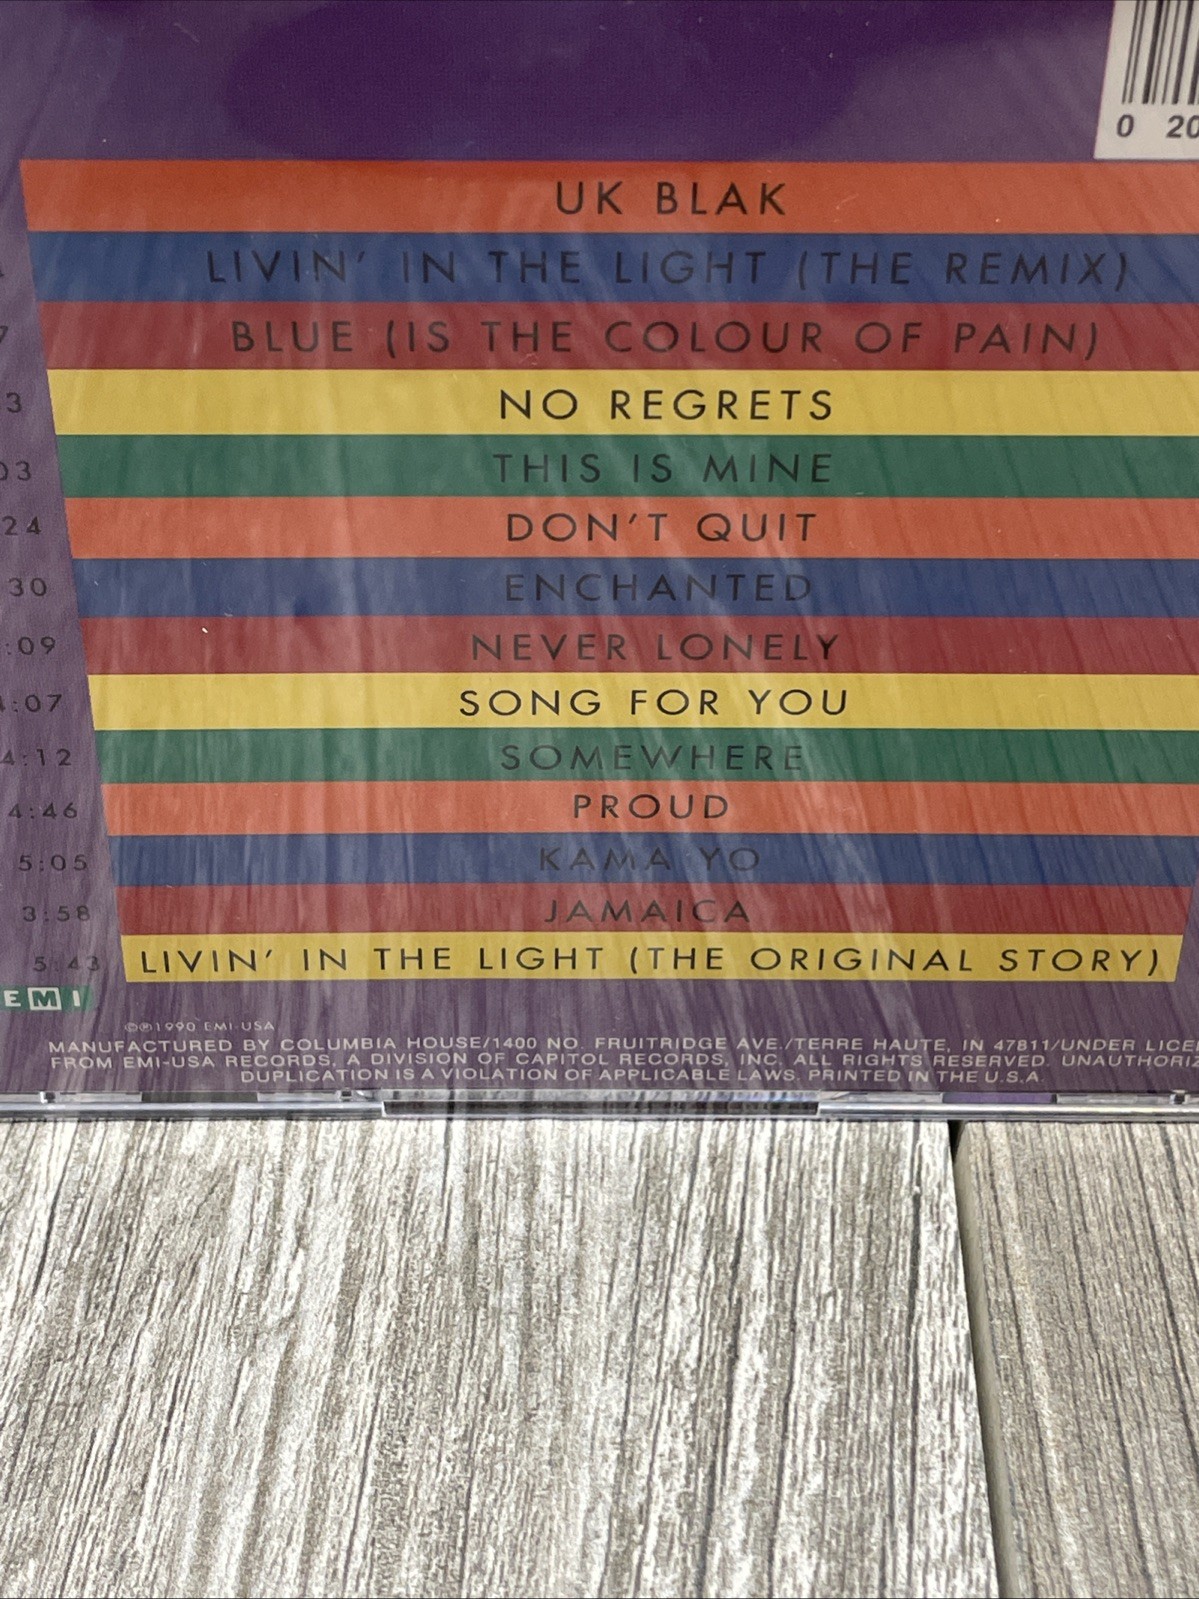 0 20
UK BLAK
LIVIN' IN THE LIGHT (THE REMIX)
BLUE (IS THE COLOUR OF PAIN)
3 NO REGRETS
03 THIS IS MINE
24 DON'T QUIT
30 ENCHANTED
:09 NEVER LONELY
4:07 SONG FOR YOU
4:12 SOMEWHERE
4:46 PROUD
5:05 KAMA YO
3:58 JAMAICA
5:43 LIVIN' IN THE LIGHT (THE ORIGINAL STORY)
EMI
©℗1990 EMI-USA
MANUFACTURED BY COLUMBIA HOUSE/1400 NO. FRUITRIDGE AVE./TERRE HAUTE, IN 47811/UNDER LICE
FROM EMI-USA RECORDS, A DIVISION OF CAPITOL RECORDS, INC. ALL RIGHTS RESERVED. UNAUTHORIZ
DUPLICATION IS A VIOLATION OF APPLICABLE LAWS. PRINTED IN THE U.S.A.